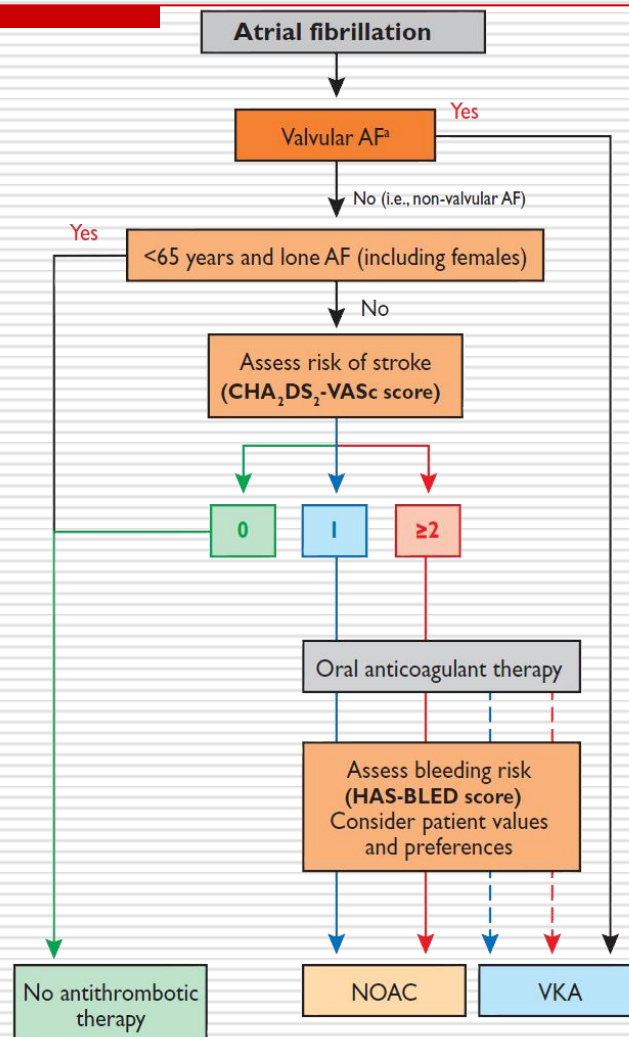 Atrial fibrillation
Yes
Valvular AFᵃ
No (i.e., non-valvular AF)
Yes
<65 years and lone AF (including females)
No
Assess risk of stroke
(CHA₂DS₂-VASc score)
0
1
≥2
Oral anticoagulant therapy
Assess bleeding risk
(HAS-BLED score)
Consider patient values
and preferences
No antithrombotic
therapy
NOAC
VKA